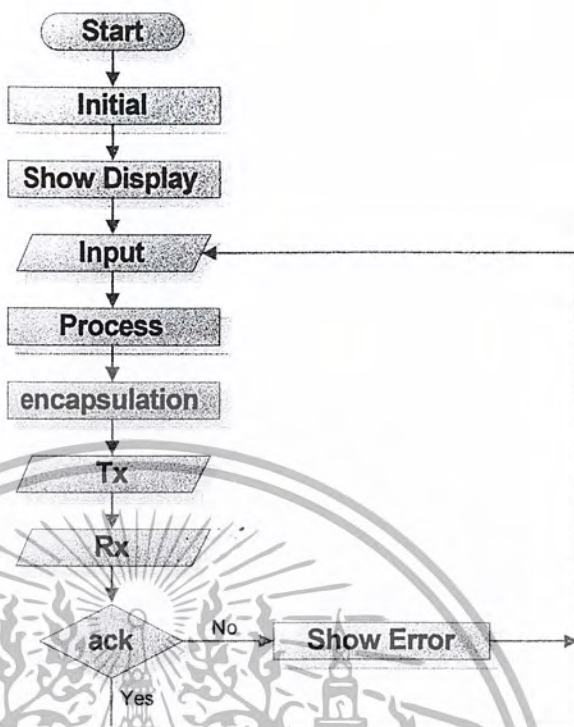 Start
Initial
Show Display
Input
Process
encapsulation
Tx
Rx
ack
No
Show Error
Yes